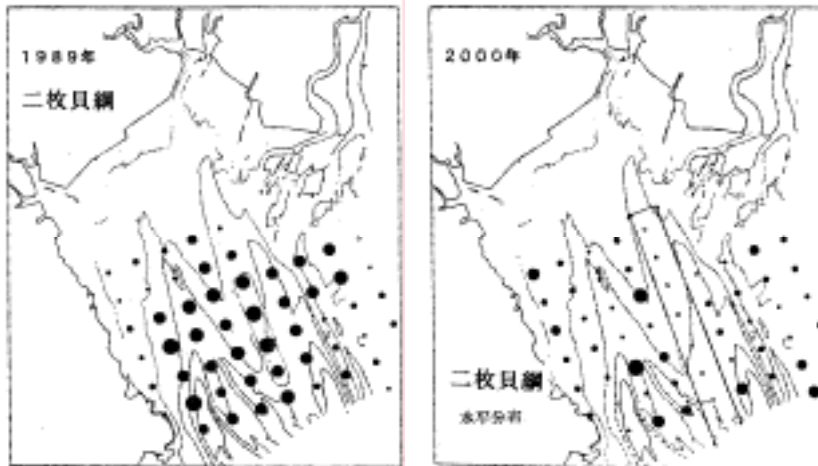 1989年
二枚貝綱
2000年
二枚貝綱
水平分布